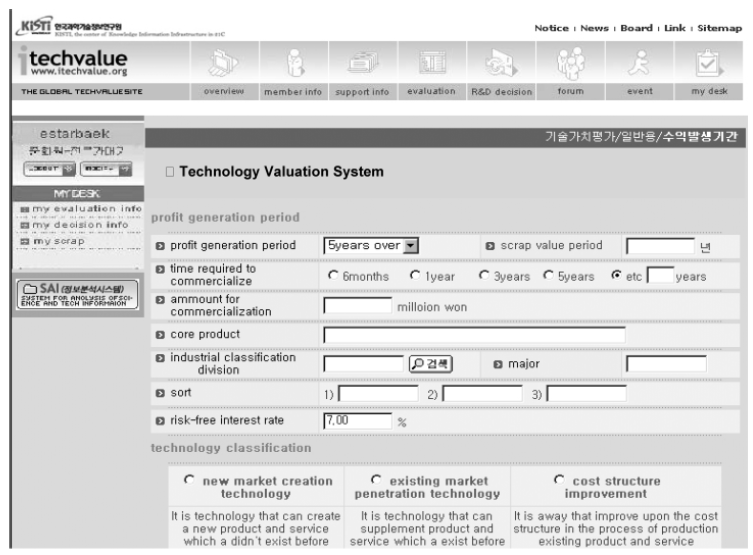 KiSTi 한국과학기술정보연구원
KISTI, the center of Knowledge Information Infrastructure in 21C
Notice | News | Board | Link | Sitemap
itechvalue
www.itechvalue.org
THE GLOBAL TECHVALUE SITE
overview member info support info evaluation R&D decision forum event my desk
estarbaek
기술가치평가/일반용/수익발생기간
Technology Valuation System
MY DESK
my evaluation info
my decision info
my scrap
SAI (정보분석시스템)
SYSTEM FOR ANALYSIS OF SCI-
ENCE AND TECH INFORMAION
profit generation period
profit generation period 5years over scrap value period 년
time required to
commercialize
6months 1year 3years 5years etc years
ammount for
commercialization
milloion won
core product
industrial classification
division
검색 major
sort 1) 2) 3)
risk-free interest rate 7.00 %
technology classification
new market creation
technology
existing market
penetration technology
cost structure
improvement
It is technology that can create
a new product and service
which a didn't exist before
It is technology that can
supplement product and
service which a exist before
It is away that improve upon the cost
structure in the process of production
existing product and service